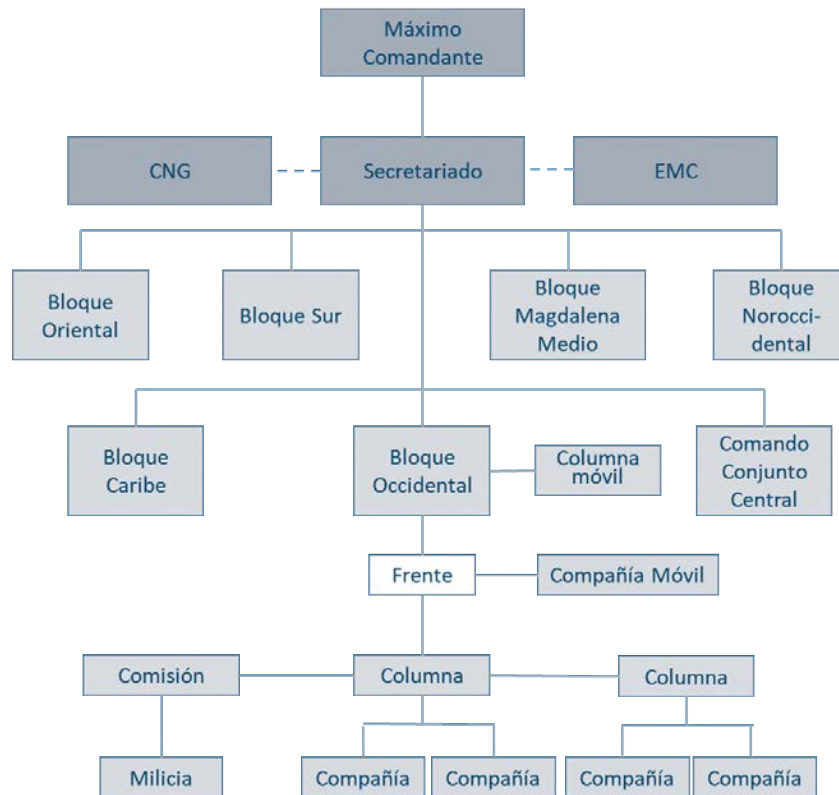 Máximo
Comandante
CNG
Secretariado
EMC
Bloque
Oriental
Bloque Sur
Bloque
Magdalena
Medio
Bloque
Norocci-
dental
Bloque
Caribe
Bloque
Occidental
Columna
móvil
Comando
Conjunto
Central
Frente
Compañía Móvil
Comisión
Columna
Columna
Milicia
Compañía
Compañía
Compañía
Compañía